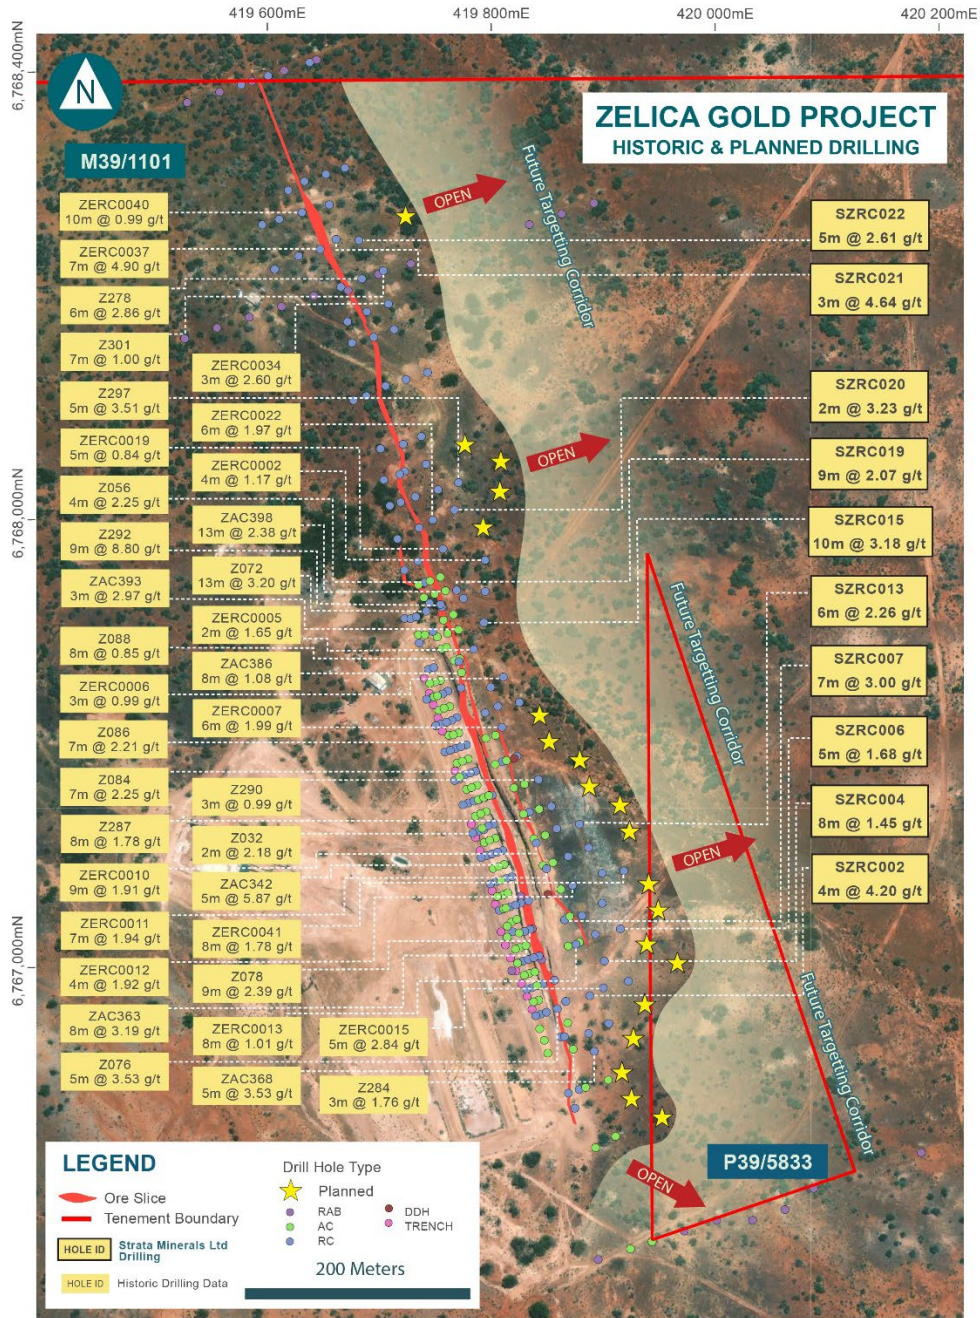 419 600mE
419 800mE
420 000mE
420 200mE
6,768,400mN
6,768,000mN
6,767,000mN
N
ZELICA GOLD PROJECT
HISTORIC & PLANNED DRILLING
M39/1101
ZERC0040
10m @ 0.99 g/t
ZERC0037
7m @ 4.90 g/t
Z278
6m @ 2.86 g/t
Z301
7m @ 1.00 g/t
Z297
5m @ 3.51 g/t
ZERC0019
5m @ 0.84 g/t
Z056
4m @ 2.25 g/t
Z292
9m @ 8.80 g/t
ZAC393
3m @ 2.97 g/t
Z088
8m @ 0.85 g/t
ZERC0006
3m @ 0.99 g/t
Z086
7m @ 2.21 g/t
Z084
7m @ 2.25 g/t
Z287
8m @ 1.78 g/t
ZERC0010
9m @ 1.91 g/t
ZERC0011
7m @ 1.94 g/t
ZERC0012
4m @ 1.92 g/t
ZAC363
8m @ 3.19 g/t
Z076
5m @ 3.53 g/t
ZERC0034
3m @ 2.60 g/t
ZERC0022
6m @ 1.97 g/t
ZERC0002
4m @ 1.17 g/t
ZAC398
13m @ 2.38 g/t
Z072
13m @ 3.20 g/t
ZERC0005
2m @ 1.65 g/t
ZAC386
8m @ 1.08 g/t
ZERC0007
6m @ 1.99 g/t
Z290
3m @ 0.99 g/t
Z032
2m @ 2.18 g/t
ZAC342
5m @ 5.87 g/t
ZERC0041
8m @ 1.78 g/t
Z078
9m @ 2.39 g/t
ZERC0013
8m @ 1.01 g/t
ZAC368
5m @ 3.53 g/t
ZERC0015
5m @ 2.84 g/t
Z284
3m @ 1.76 g/t
SZRC022
5m @ 2.61 g/t
SZRC021
3m @ 4.64 g/t
SZRC020
2m @ 3.23 g/t
SZRC019
9m @ 2.07 g/t
SZRC015
10m @ 3.18 g/t
SZRC013
6m @ 2.26 g/t
SZRC007
7m @ 3.00 g/t
SZRC006
5m @ 1.68 g/t
SZRC004
8m @ 1.45 g/t
SZRC002
4m @ 4.20 g/t
OPEN
OPEN
OPEN
OPEN
Future Targetting Corridor
Future Targetting Corridor
Future Targetting Corridor
P39/5833
LEGEND
Ore Slice
Tenement Boundary
HOLE ID
Strata Minerals Ltd
Drilling
HOLE ID
Historic Drilling Data
Drill Hole Type
Planned
RAB
AC
RC
DDH
TRENCH
200 Meters